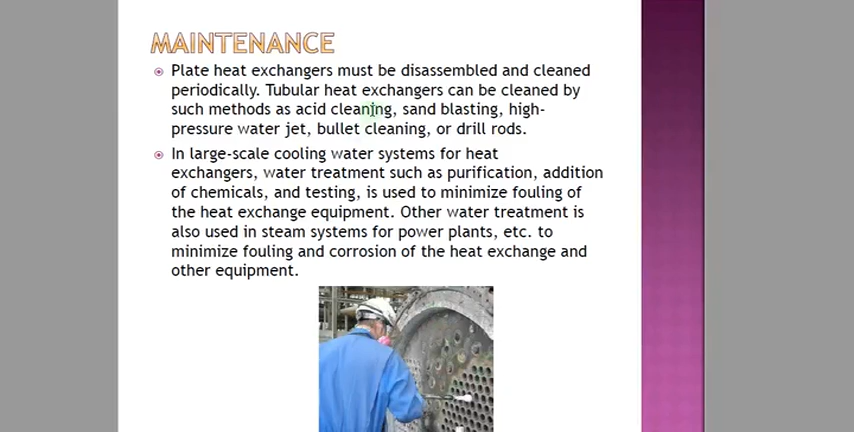 MAINTENANCE
Plate heat exchangers must be disassembled and cleaned
periodically. Tubular heat exchangers can be cleaned by
such methods as acid cleaning, sand blasting, high-
pressure water jet, bullet cleaning, or drill rods.
In large-scale cooling water systems for heat
exchangers, water treatment such as purification, addition
of chemicals, and testing, is used to minimize fouling of
the heat exchange equipment. Other water treatment is
also used in steam systems for power plants, etc. to
minimize fouling and corrosion of the heat exchange and
other equipment.